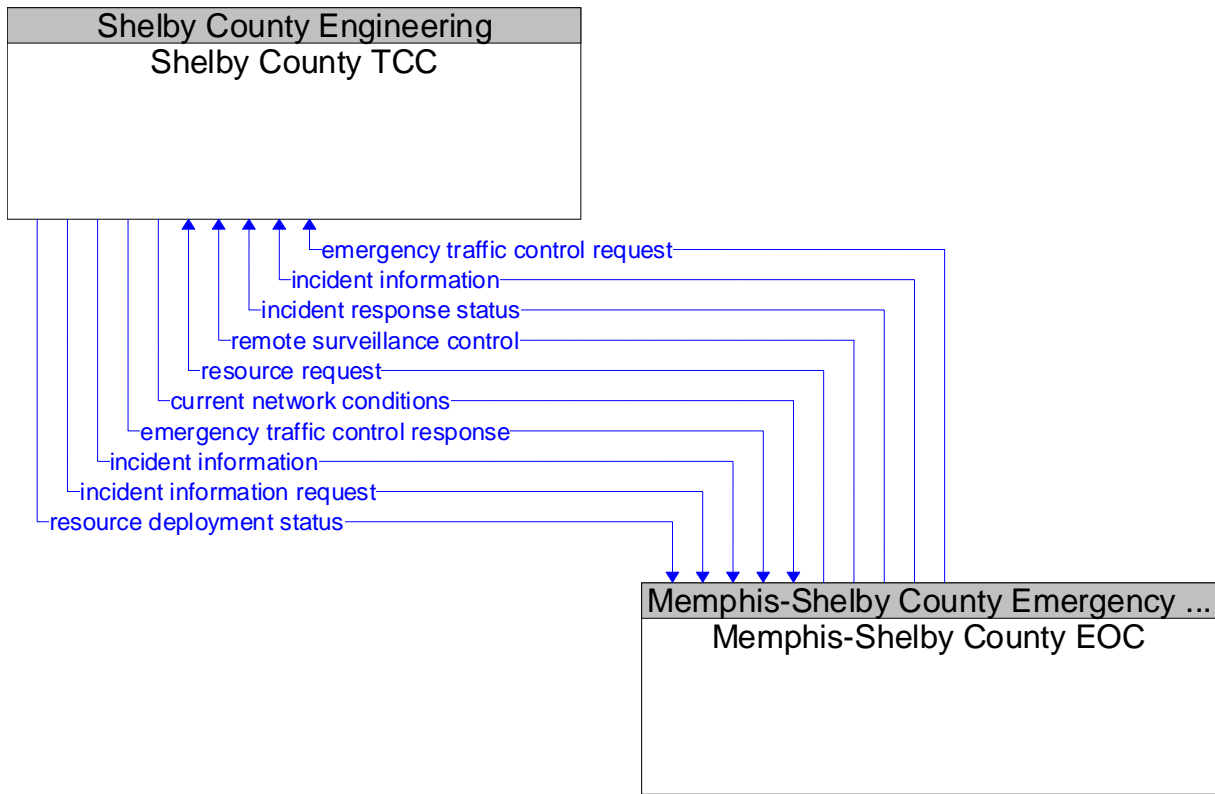 Shelby County Engineering
Shelby County TCC
emergency traffic control request
incident information
incident response status
remote surveillance control
resource request
current network conditions
emergency traffic control response
incident information
incident information request
resource deployment status
Memphis-Shelby County Emergency ...
Memphis-Shelby County EOC